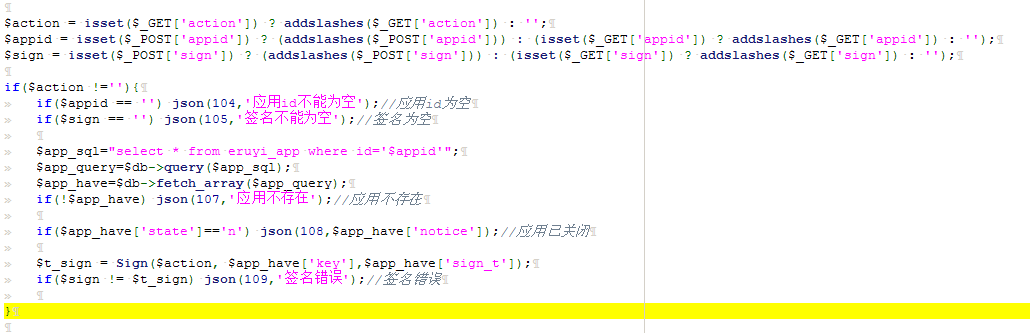 $action = isset($_GET['action']) ? addslashes($_GET['action']) : '';
$appid = isset($_POST['appid']) ? (addslashes($_POST['appid'])) : (isset($_GET['appid']) ? addslashes($_GET['appid']) : '');
$sign = isset($_POST['sign']) ? (addslashes($_POST['sign'])) : (isset($_GET['sign']) ? addslashes($_GET['sign']) : '');
if($action !=''){
if($appid == '') json(104,'应用id不能为空');//应用id为空
if($sign == '') json(105,'签名不能为空');//签名为空
$app_sql="select * from eruyi_app where id='$appid'";
$app_query=$db->query($app_sql);
$app_have=$db->fetch_array($app_query);
if(!$app_have) json(107,'应用不存在');//应用不存在
if($app_have['state']=='n') json(108,$app_have['notice']);//应用已关闭
$t_sign = Sign($action, $app_have['key'],$app_have['sign_t']);
if($sign != $t_sign) json(109,'签名错误');//签名错误
}